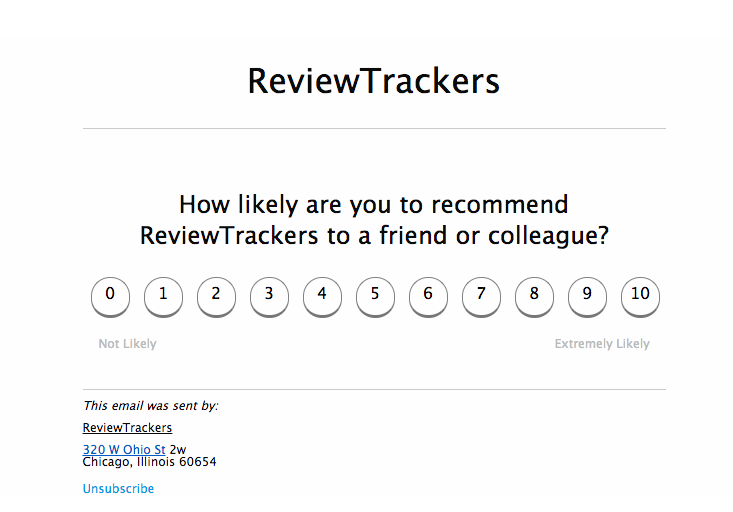 ReviewTrackers
How likely are you to recommend
ReviewTrackers to a friend or colleague?
0 1 2 3 4 5 6 7 8 9 10
Not Likely Extremely Likely
This email was sent by:
ReviewTrackers
320 W Ohio St 2w
Chicago, Illinois 60654
Unsubscribe